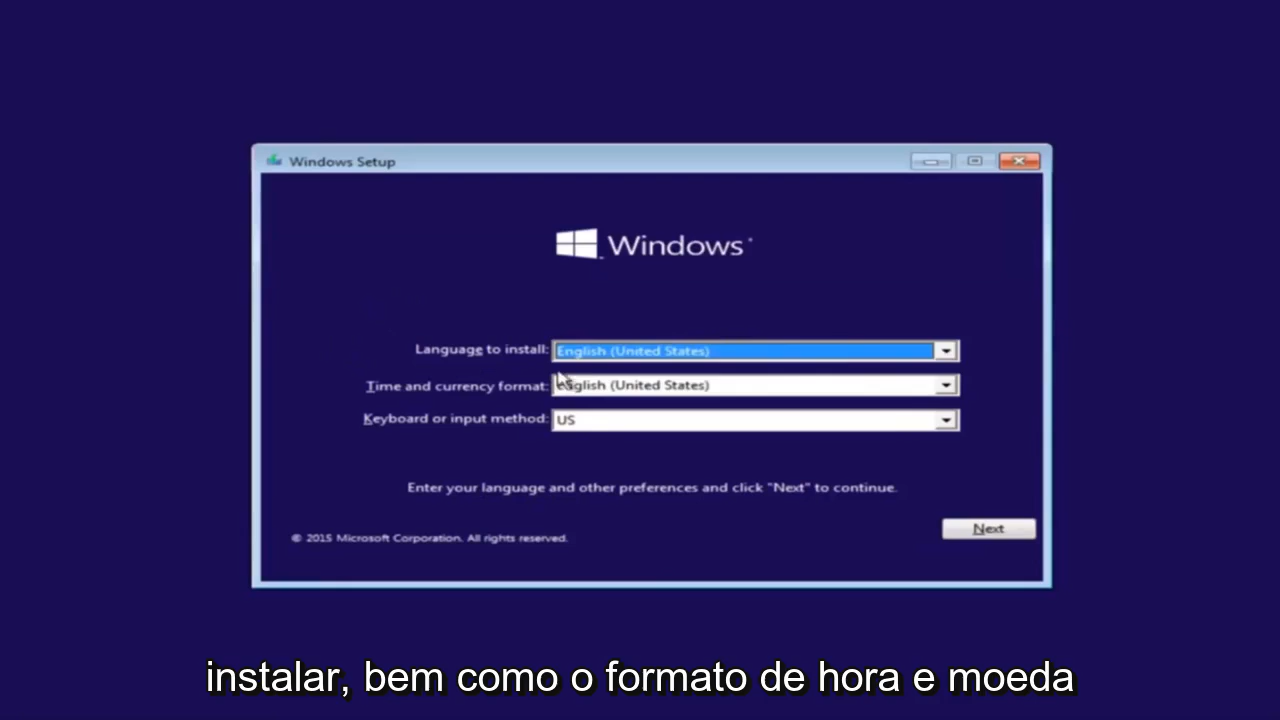 Windows Setup
Windows
Language to install: English (United States)
Time and currency format: English (United States)
Keyboard or input method: US
Enter your language and other preferences and click "Next" to continue.
Next
© 2015 Microsoft Corporation. All rights reserved.
instalar, bem como o formato de hora e moeda